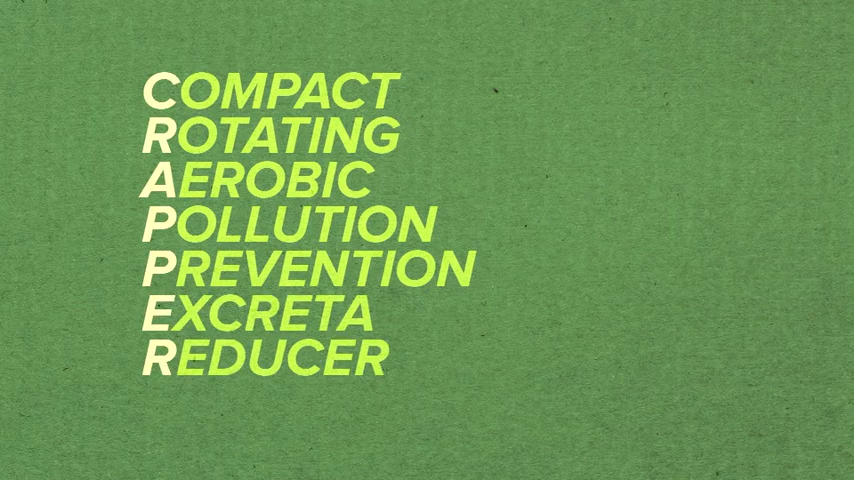 COMPACT
ROTATING
AEROBIC
POLLUTION
PREVENTION
EXCRETA
REDUCER